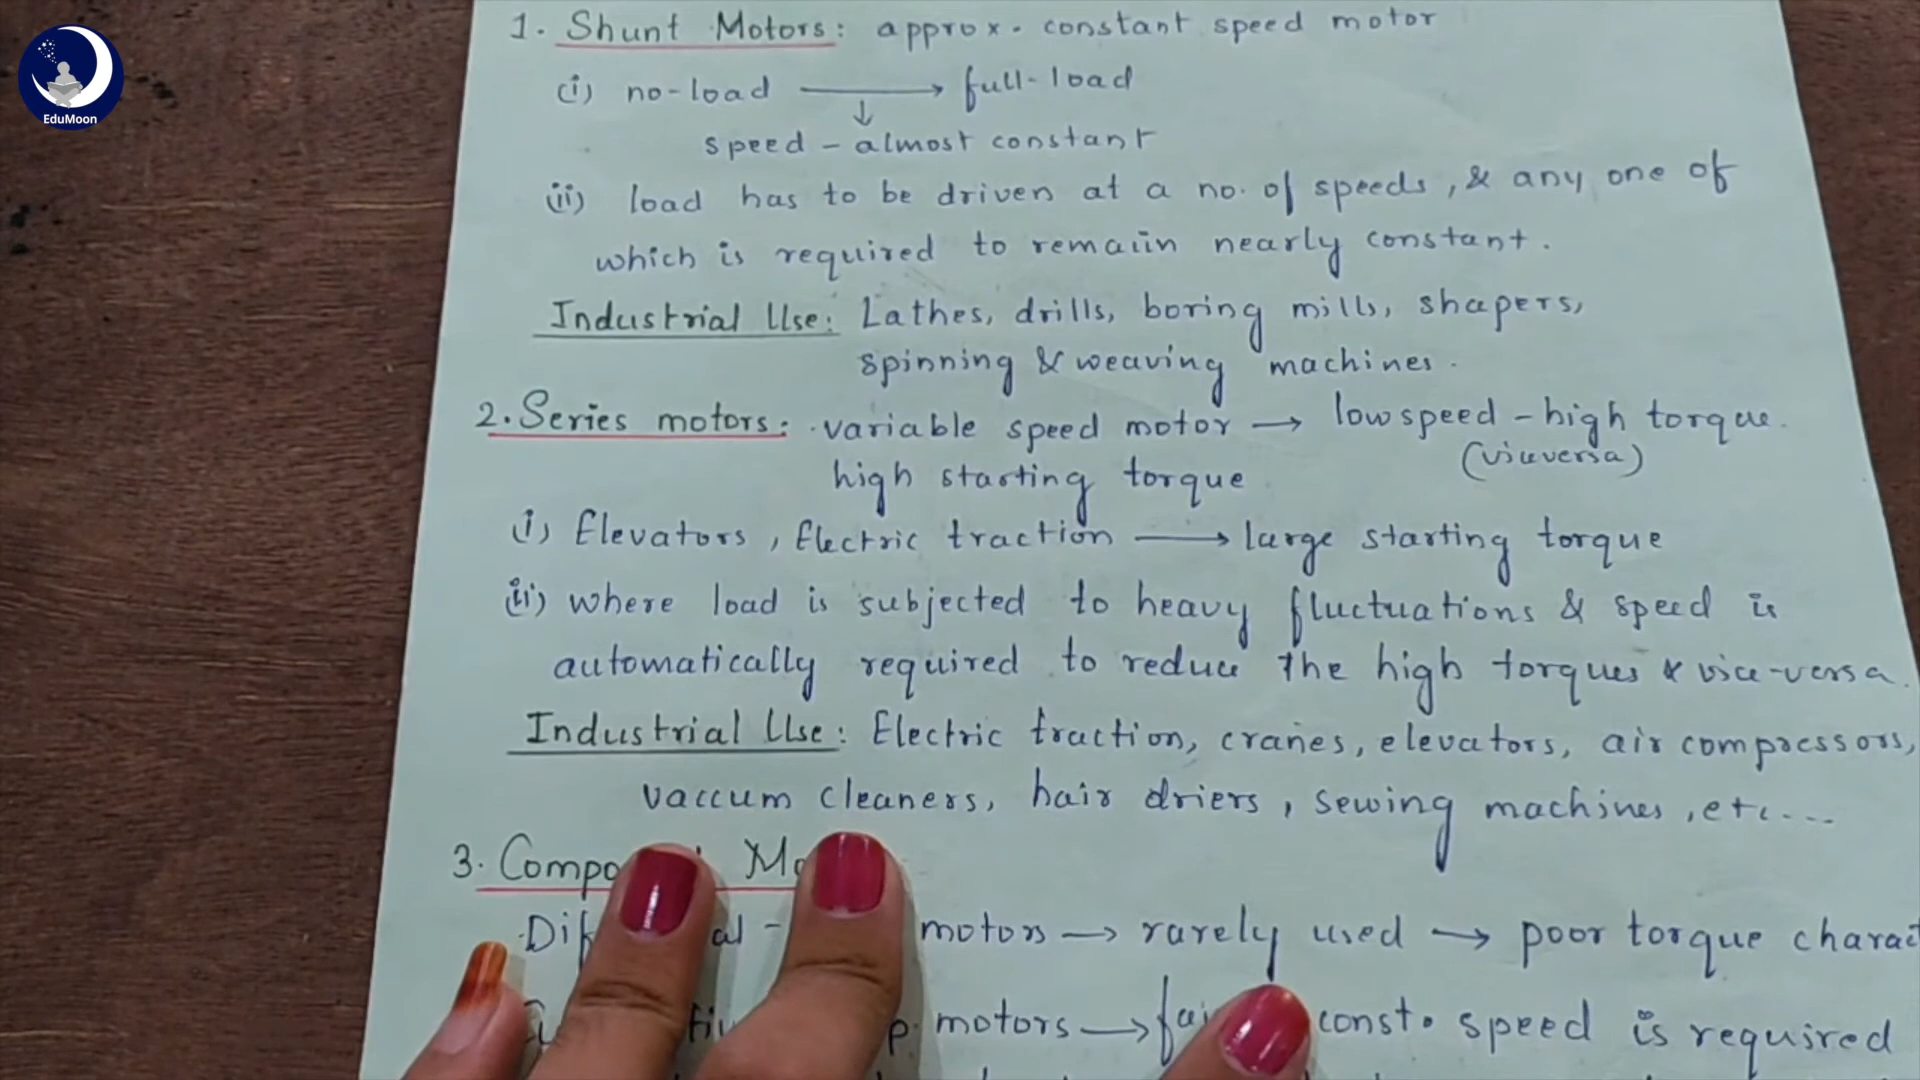 EduMoon
1. Shunt Motors: approx. constant speed motor
(i) no-load ⟶ full-load
↓
speed - almost constant
(ii) load has to be driven at a no. of speeds, & any one of
which is required to remain nearly constant.
Industrial Use: Lathes, drills, boring mills, shapers,
spinning & weaving machines.
2. Series motors: variable speed motor → low speed - high torque.
(viceversa)
high starting torque
(i) Elevators, Electric traction ⟶ large starting torque
(ii) where load is subjected to heavy fluctuations & speed is
automatically required to reduce the high torques & vice-versa.
Industrial Use: Electric traction, cranes, elevators, air compressors,
vaccum cleaners, hair driers, sewing machines, etc....
3.
motors → rarely used → poor torque
motors → const. speed is required